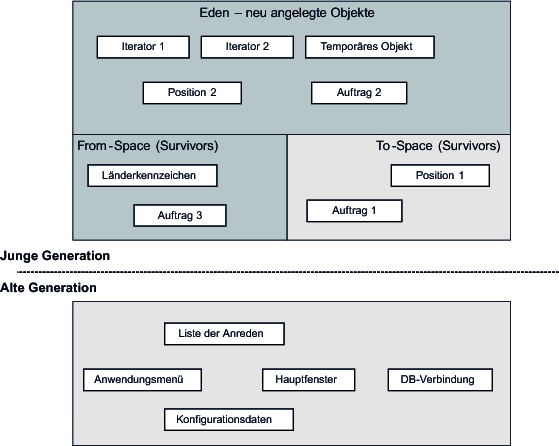 Eden – neu angelegte Objekte
Iterator 1
Iterator 2
Temporäres Objekt
Position 2
Auftrag 2
From-Space (Survivors)
To-Space (Survivors)
Länderkennzeichen
Position 1
Auftrag 3
Auftrag 1
Junge Generation
Alte Generation
Liste der Anreden
Anwendungsmenü
Hauptfenster
DB-Verbindung
Konfigurationsdaten